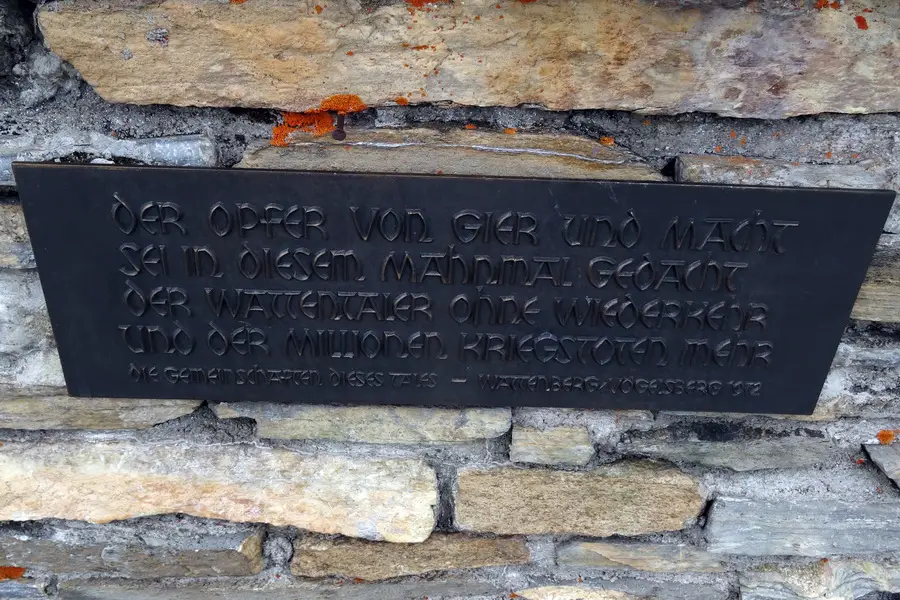 DER OPFER VON GIER UND MACHT
SEI IN DIESEM MAHNMAL GEDACHT
DER WATTENTALER OHNE WIEDERKEHR
UND DER MILLIONEN KRIEGSTOTEN MEHR
DIE GEMEINSCHAFTEN DIESES TALES – WATTENBERG-VÖGELSBERG 1972